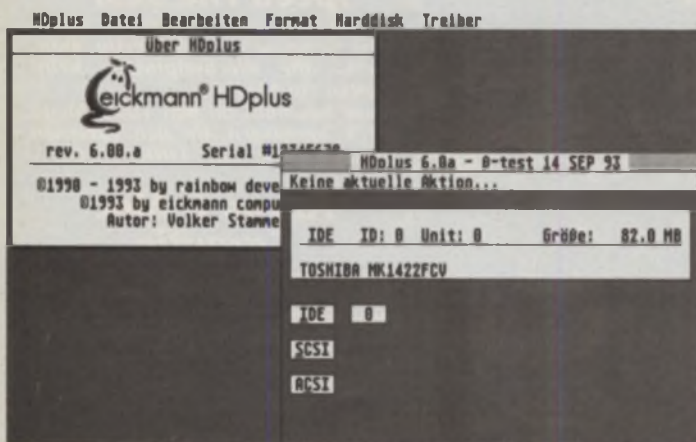 HDplus Datei Bearbeiten Format Harddisk Treiber
über HDplus
eickmann® HDplus
rev. 6.00.a Serial
©1990 - 1993 by rainbow deve
©1993 by eickmann compu
Autor: Volker Stamme
HDplus 6.0a - θ-test 14 SEP 93
Keine aktuelle Aktion...
IDE ID: 0 Unit: 0 Größe: 82.0 MB
TOSHIBA MK1422FCV
IDE 0
SCSI
ACSI